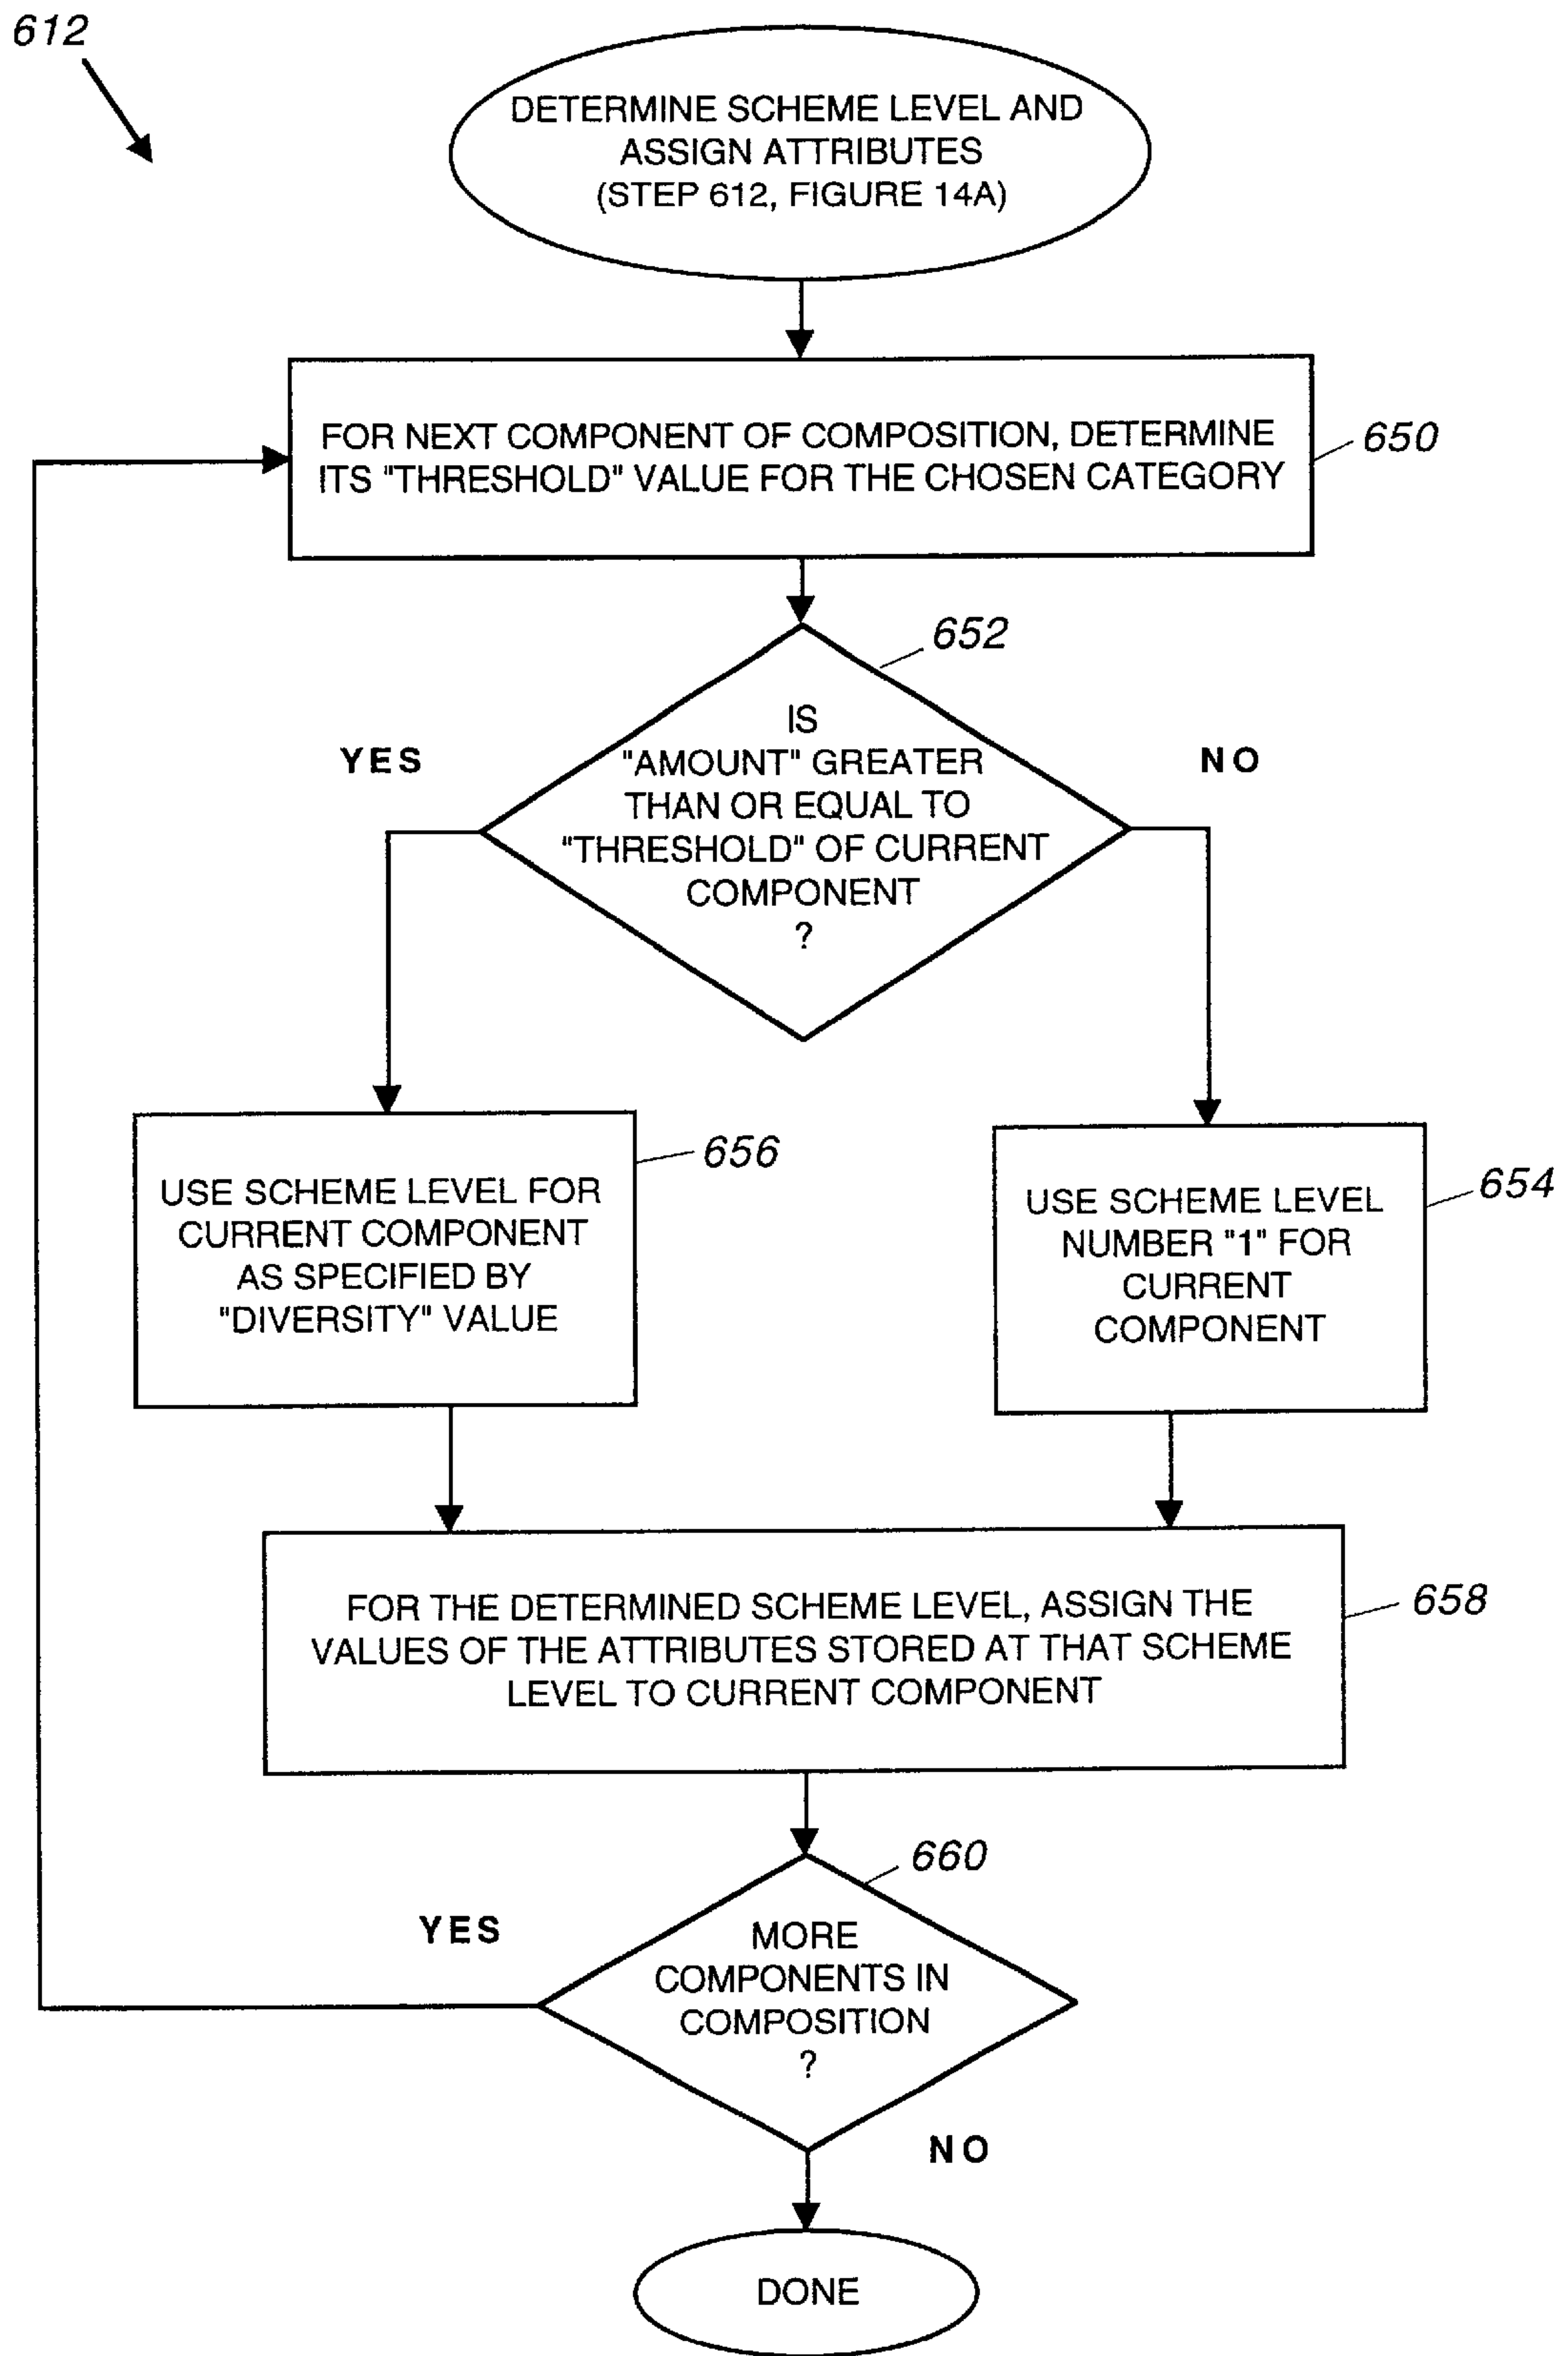 612
DETERMINE SCHEME LEVEL AND
ASSIGN ATTRIBUTES
(STEP 612, FIGURE 14A)
FOR NEXT COMPONENT OF COMPOSITION, DETERMINE
ITS "THRESHOLD" VALUE FOR THE CHOSEN CATEGORY
650
652
IS
"AMOUNT" GREATER
THAN OR EQUAL TO
"THRESHOLD" OF CURRENT
COMPONENT
?
YES
NO
USE SCHEME LEVEL FOR
CURRENT COMPONENT
AS SPECIFIED BY
"DIVERSITY" VALUE
656
USE SCHEME LEVEL
NUMBER "1" FOR
CURRENT
COMPONENT
654
FOR THE DETERMINED SCHEME LEVEL, ASSIGN THE
VALUES OF THE ATTRIBUTES STORED AT THAT SCHEME
LEVEL TO CURRENT COMPONENT
658
660
YES
MORE
COMPONENTS IN
COMPOSITION
?
NO
DONE